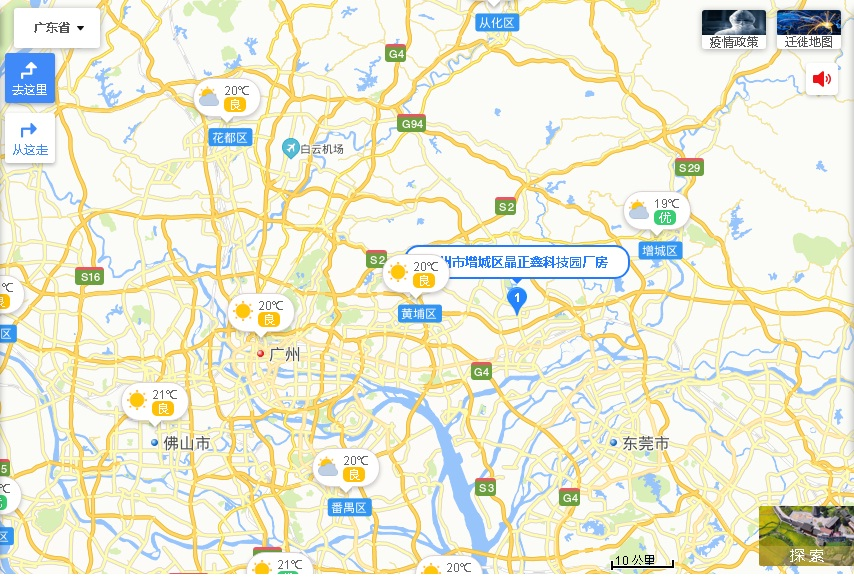 广东省
从化区
疫情政策
迁徙地图
G4
去这里
20℃
良
花都区
G94
从这走
白云机场
S29
19℃
优
S2
增城区
州市增城区晶正鑫科技园厂房
S2
20℃
良
S16
℃
1
20℃
良
黄埔区
区
广州
G4
21℃
良
佛山市
东莞市
20℃
良
5
S3
G4
℃
番禺区
区
探索
10 公里
21℃
20℃